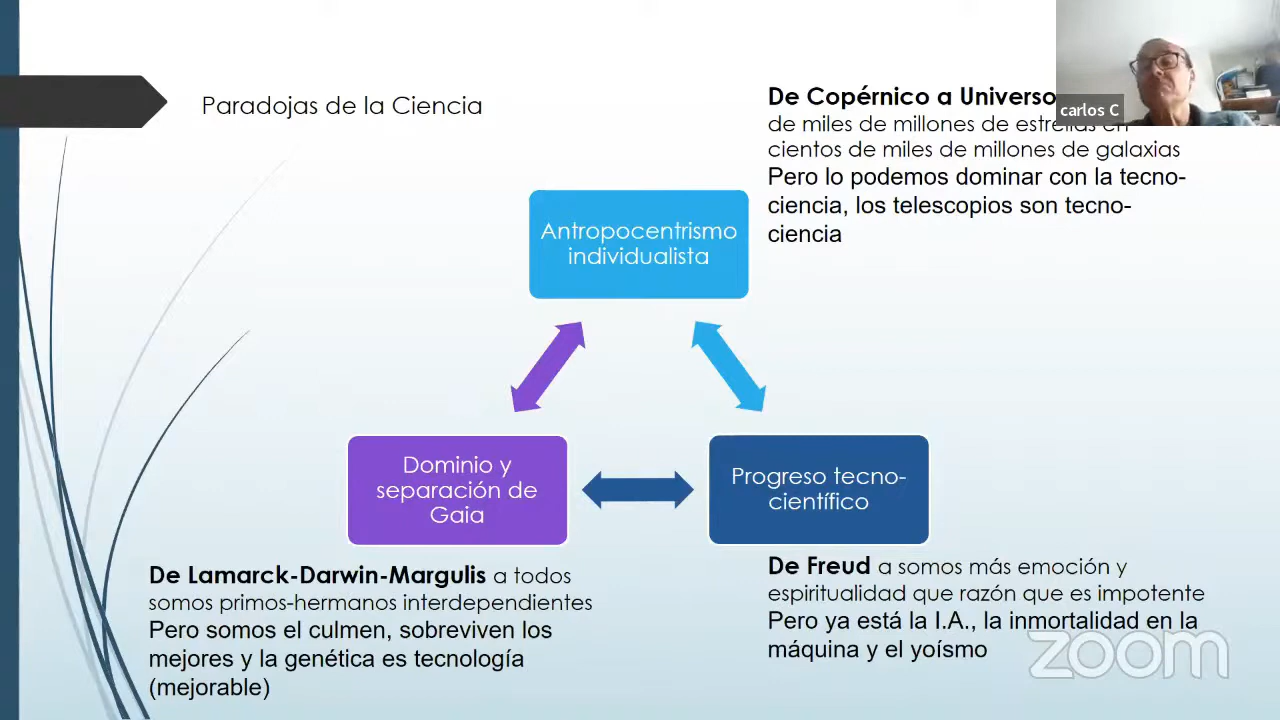 Paradojas de la Ciencia
De Copérnico a Universo
de miles de millones de estrellas en
cientos de miles de millones de galaxias
Pero lo podemos dominar con la tecno-
ciencia, los telescopios son tecno-
ciencia
carlos C
Antropocentrismo
individualista
Dominio y
separación de
Gaia
Progreso tecno-
científico
De Lamarck-Darwin-Margulis a todos
somos primos-hermanos interdependientes
Pero somos el culmen, sobreviven los
mejores y la genética es tecnología
(mejorable)
De Freud a somos más emoción y
espiritualidad que razón que es impotente
Pero ya está la I.A., la inmortalidad en la
máquina y el yoísmo
zoom